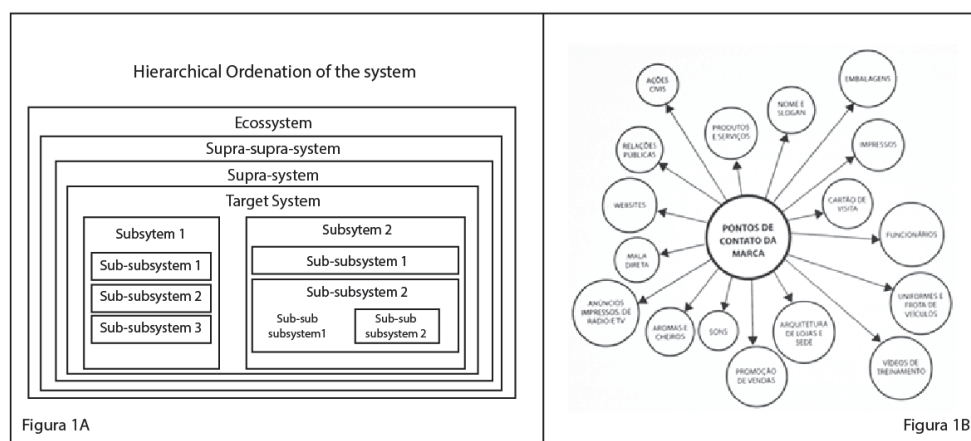 Hierarchical Ordenation of the system
Ecossystem
Supra-supra-system
Supra-system
Target System
Subsytem 1
Sub-subsystem 1
Sub-subsystem 2
Sub-subsystem 3
Subsytem 2
Sub-subsystem 1
Sub-subsystem 2
Sub-sub
subsystem1
Sub-sub
subsystem 2
Figura 1A
AÇÕES
CIVIS
EMBALAGENS
NOME E
SLOGAN
PRODUTOS
E SERVIÇOS
RELAÇÕES
PÚBLICAS
IMPRESSOS
WEBSITES
CARTÃO DE
VISITA
PONTOS DE
CONTATO DA
MARCA
FUNCIONÁRIOS
MALA
DIRETA
ANÚNCIOS
IMPRESSOS, DE
RÁDIO E TV
UNIFORMES E
FROTA DE
VEÍCULOS
AROMAS E
CHEIROS
SONS
ARQUITETURA
DE LOJAS E
SEDE
VÍDEOS DE
TREINAMENTO
PROMOÇÃO
DE VENDAS
Figura 1B